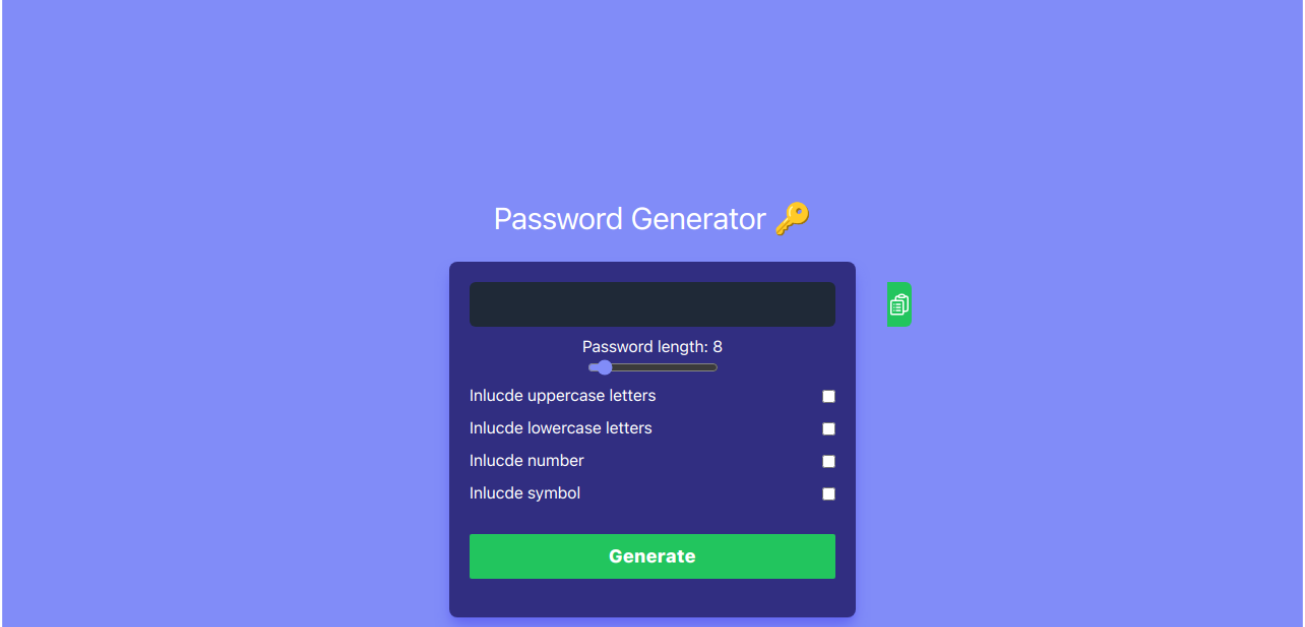 Password Generator 🔑
Password length: 8
Inlucde uppercase letters
Inlucde lowercase letters
Inlucde number
Inlucde symbol
Generate